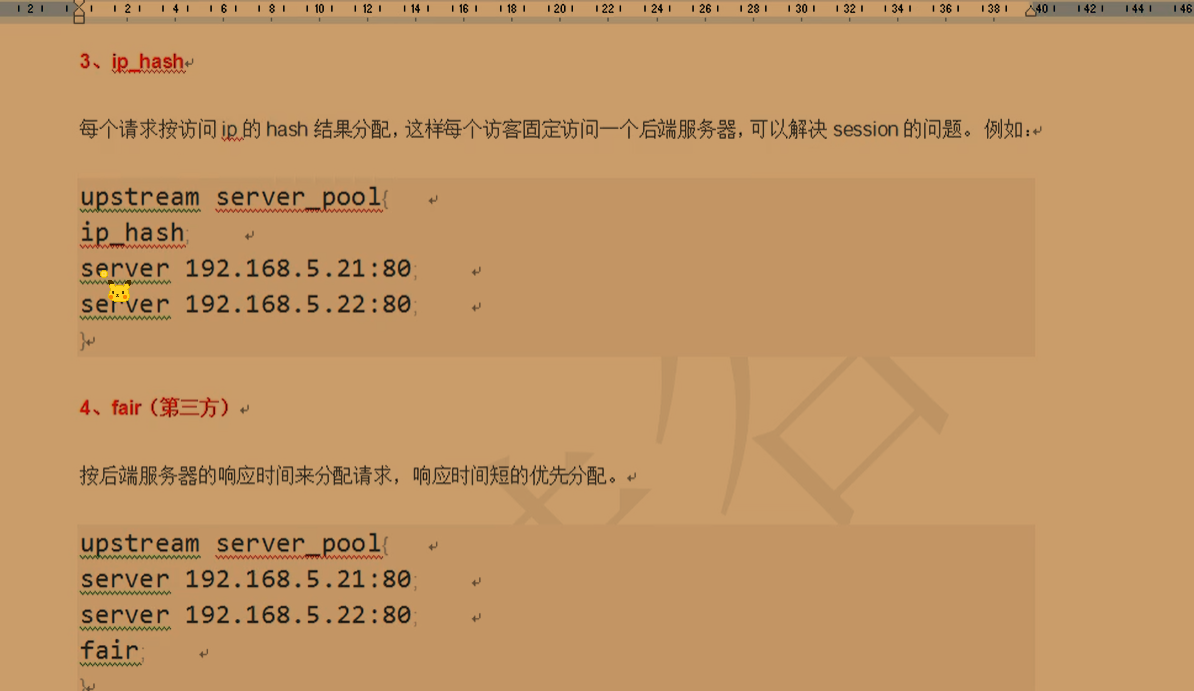 2 2 4 6 8 10 12 14 16 18 20 22 24 26 28 30 32 34 36 38 40 42 44 46
3、ip_hash
每个请求按访问 ip 的 hash 结果分配，这样每个访客固定访问一个后端服务器，可以解决 session 的问题。 例如：
upstream server_pool{
ip_hash;
server 192.168.5.21:80;
server 192.168.5.22:80;
}
4、fair（第三方）
按后端服务器的响应时间来分配请求，响应时间短的优先分配。
upstream server_pool{
server 192.168.5.21:80;
server 192.168.5.22:80;
fair;
}